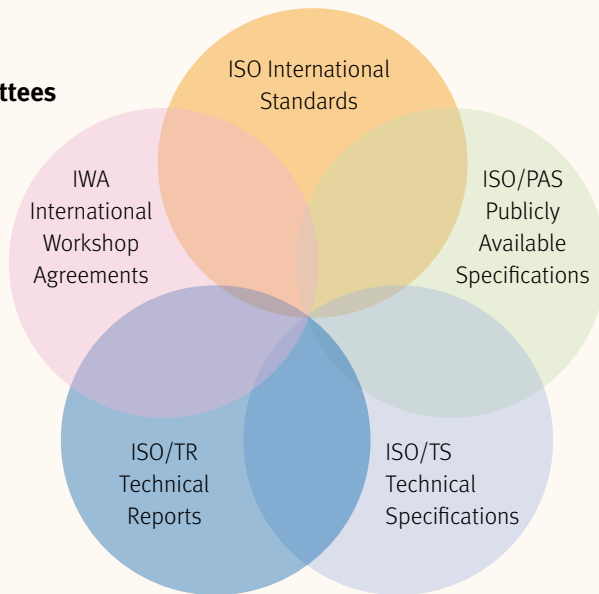 ttees
ISO International
Standards
IWA
International
Workshop
Agreements
ISO/PAS
Publicly
Available
Specifications
ISO/TR
Technical
Reports
ISO/TS
Technical
Specifications